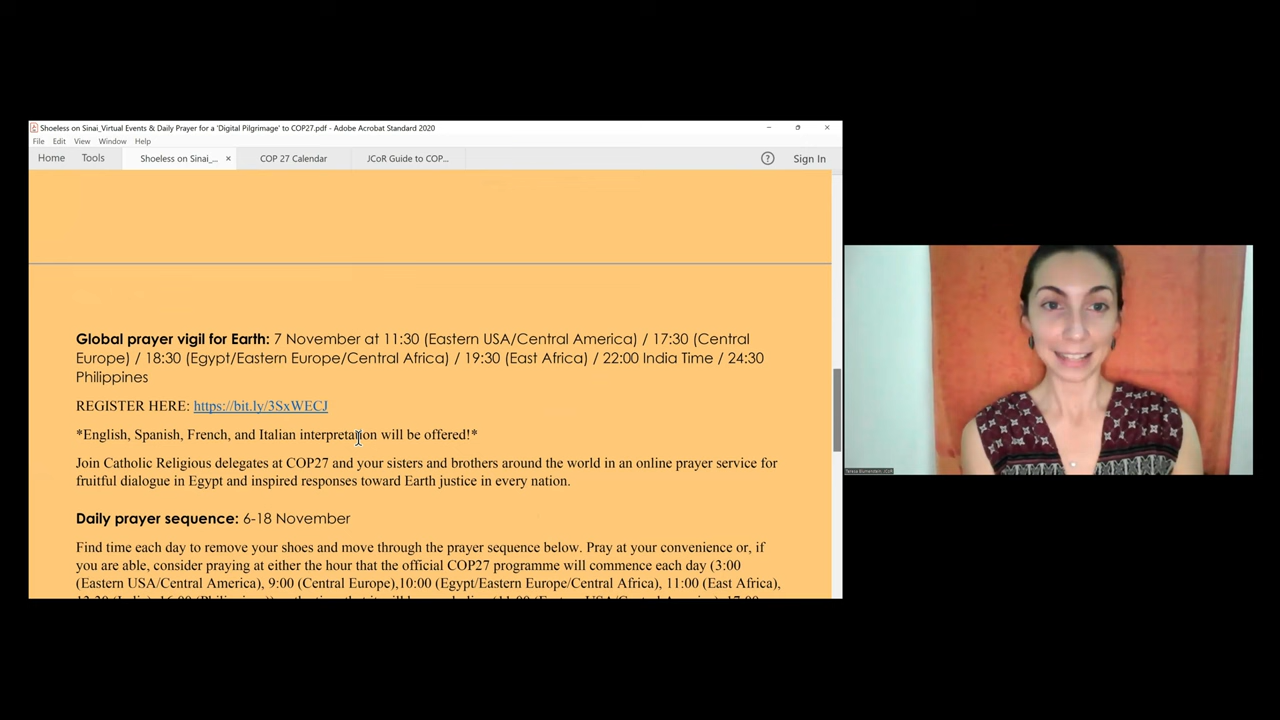 Shoeless on Sinai_Virtual Events & Daily Prayer for a 'Digital Pilgrimage' to COP27.pdf - Adobe Acrobat Standard 2020
File Edit View Window Help
Home Tools Shoeless on Sinai_... × COP 27 Calendar JCoR Guide to COP... ? Sign In
Global prayer vigil for Earth: 7 November at 11:30 (Eastern USA/Central America) / 17:30 (Central
Europe) / 18:30 (Egypt/Eastern Europe/Central Africa) / 19:30 (East Africa) / 22:00 India Time / 24:30
Philippines
REGISTER HERE: https://bit.ly/3SxWECJ
*English, Spanish, French, and Italian interpretation will be offered!*
Join Catholic Religious delegates at COP27 and your sisters and brothers around the world in an online prayer service for
fruitful dialogue in Egypt and inspired responses toward Earth justice in every nation.
Daily prayer sequence: 6-18 November
Find time each day to remove your shoes and move through the prayer sequence below. Pray at your convenience or, if
you are able, consider praying at either the hour that the official COP27 programme will commence each day (3:00
(Eastern USA/Central America), 9:00 (Central Europe),10:00 (Egypt/Eastern Europe/Central Africa), 11:00 (East Africa),